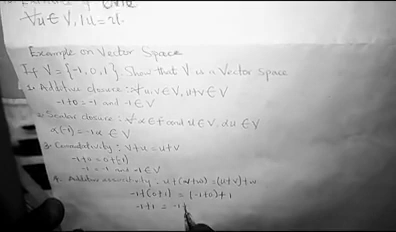 ∀u∈V, 1u = u.
Example on Vector Space
If V = {-1, 0, 1}. Show that V is a Vector space
1. Additive closure: ∀ u,v ∈ V, u+v ∈ V
-1+0 = -1 and -1 ∈ V
2. Scalar closure: ∀ α ∈ F and u ∈ V, αu ∈ V
α(-1) = -1α ∈ V
3. Commutativity: V+u = u+v
-1+0 = 0+(-1)
-1 = -1 and -1 ∈ V
4. Additive associativity = u+(v+w) = (u+v)+w
-1+(0+1) = (-1+0)+1
-1+1 = -1+